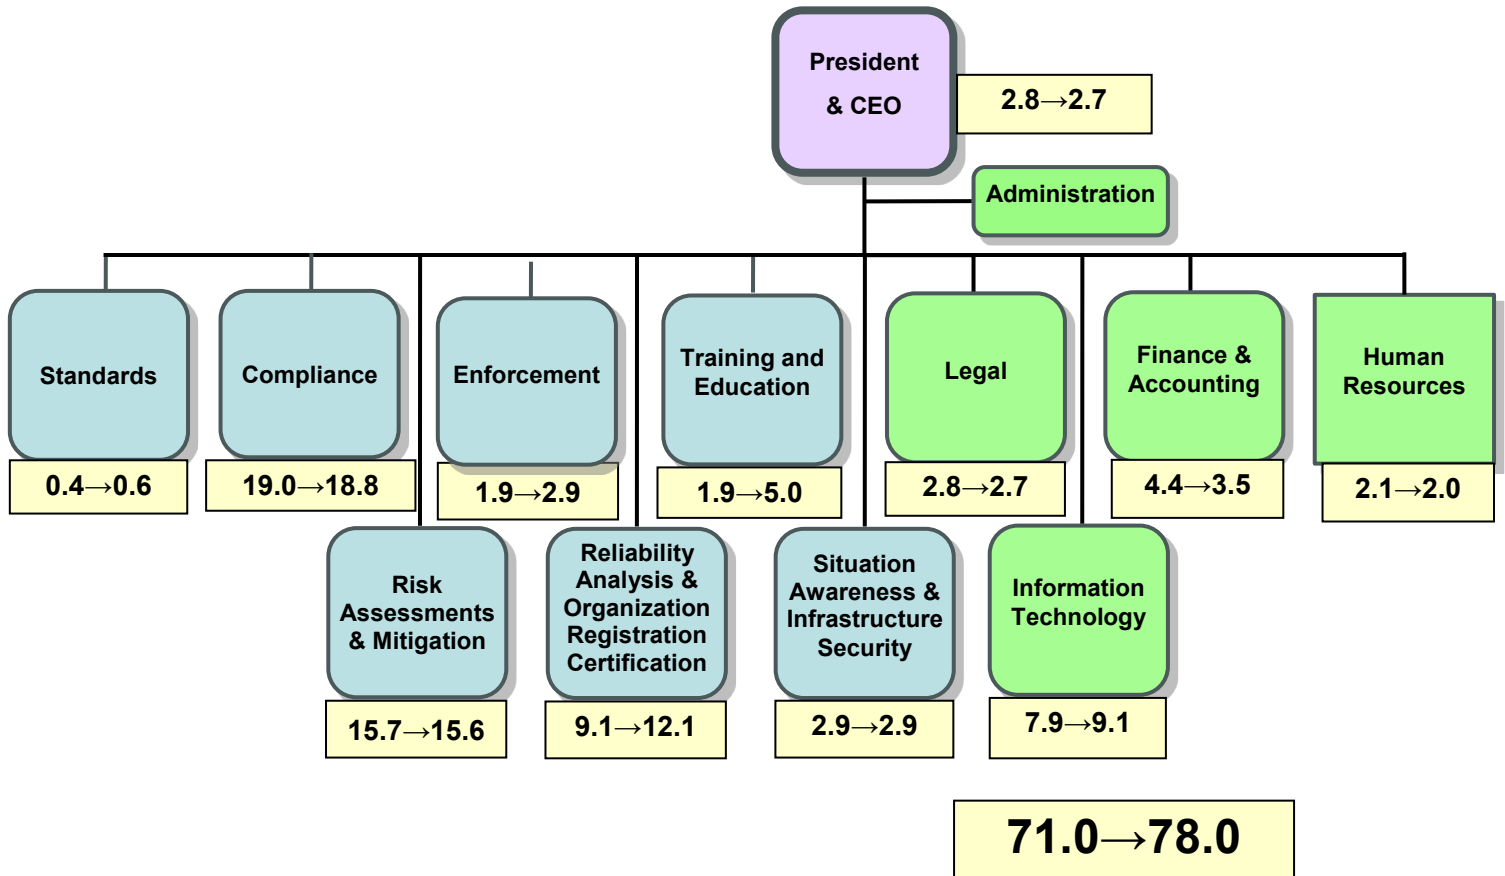 President
& CEO
2.8→2.7
Administration
Standards
0.4→0.6
Compliance
19.0→18.8
Enforcement
1.9→2.9
Training and
Education
1.9→5.0
Legal
2.8→2.7
Finance &
Accounting
4.4→3.5
Human
Resources
2.1→2.0
Risk
Assessments
& Mitigation
15.7→15.6
Reliability
Analysis &
Organization
Registration
Certification
9.1→12.1
Situation
Awareness &
Infrastructure
Security
2.9→2.9
Information
Technology
7.9→9.1
71.0→78.0